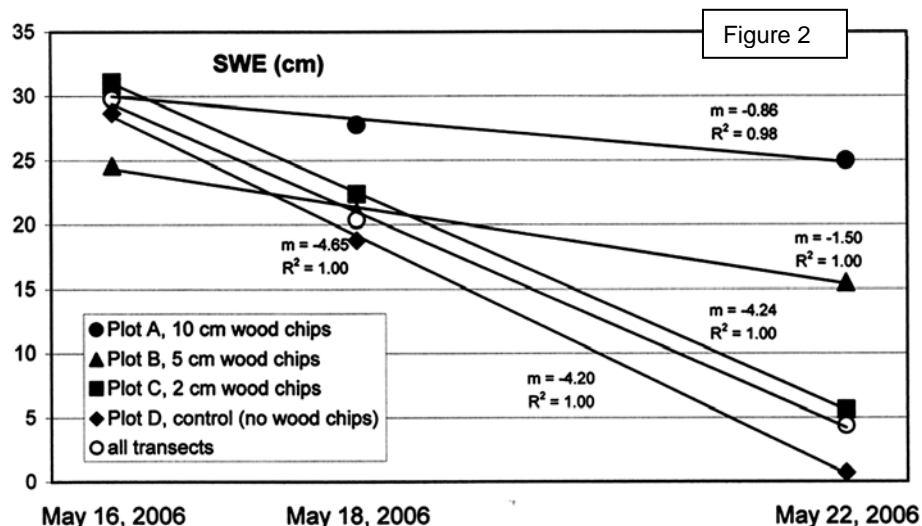 Figure 2
SWE (cm)
35
30
25
20
15
10
5
0
m = -0.86
R² = 0.98
m = -4.65
R² = 1.00
m = -1.50
R² = 1.00
m = -4.24
R² = 1.00
m = -4.20
R² = 1.00
Plot A, 10 cm wood chips
Plot B, 5 cm wood chips
Plot C, 2 cm wood chips
Plot D, control (no wood chips)
all transects
May 16, 2006 May 18, 2006 May 22, 2006